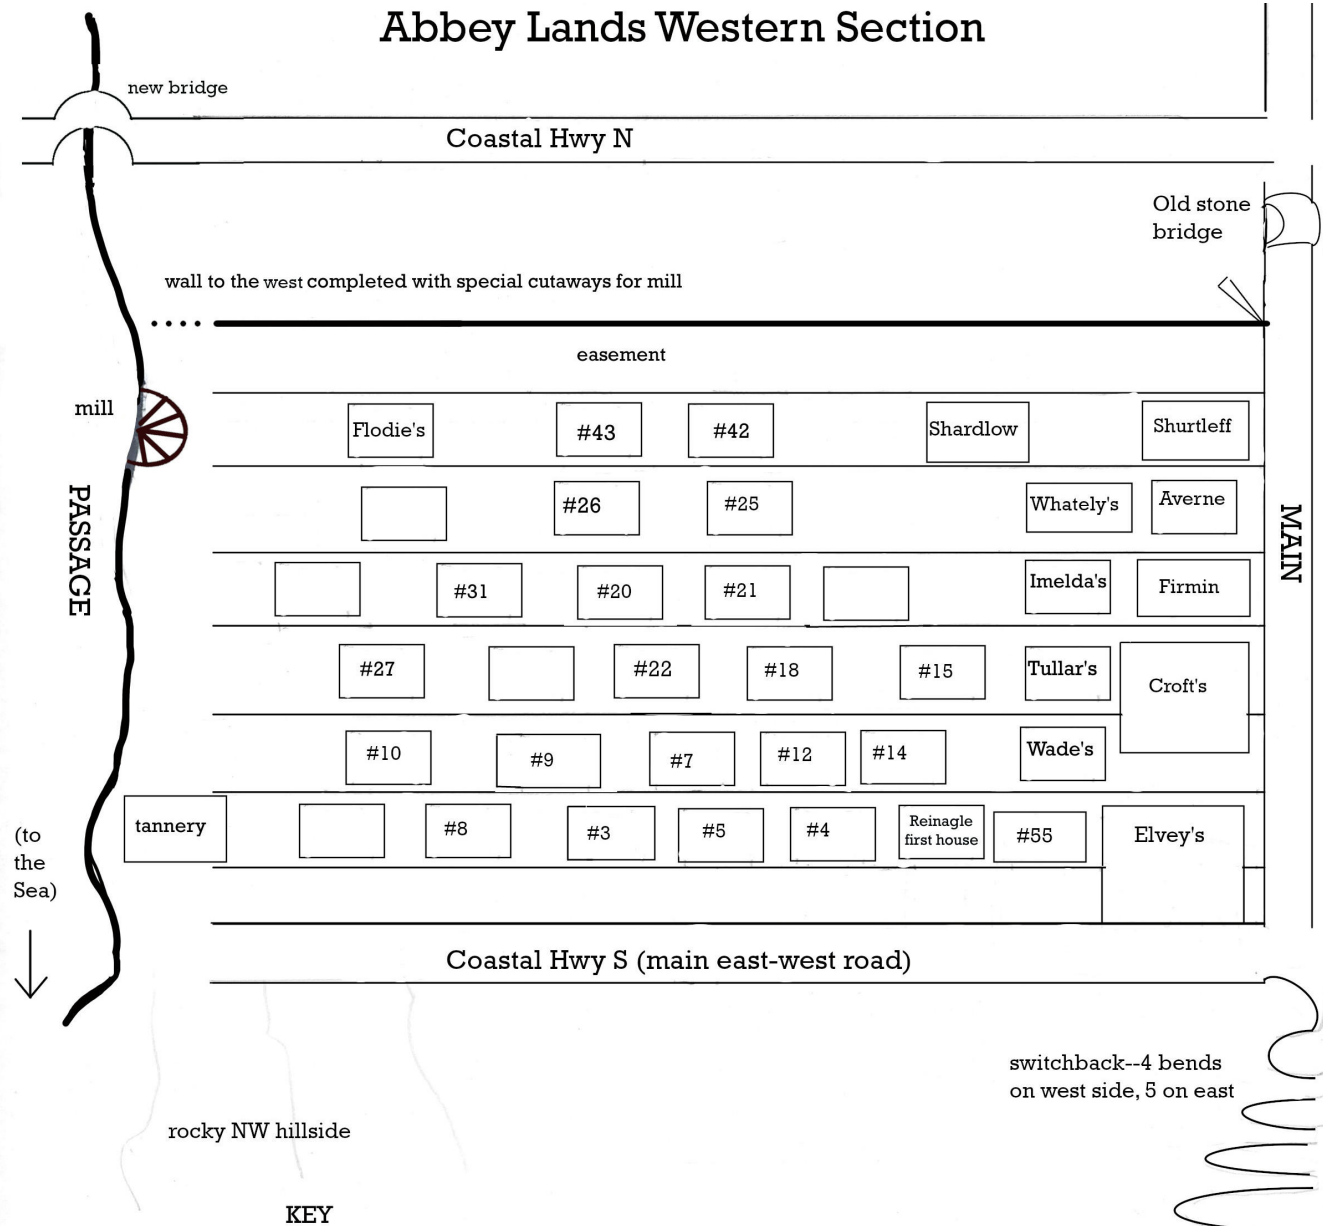 Abbey Lands Western Section
new bridge
Coastal Hwy N
Old stone
bridge
wall to the west completed with special cutaways for mill
easement
mill
Flodie's
#43
#42
Shardlow
Shurtleff
PASSAGE
#26
#25
Whately's
Averne
MAIN
#31
#20
#21
Imelda's
Firmin
#27
#22
#18
#15
Tullar's
Croft's
#10
#9
#7
#12
#14
Wade's
tannery
#8
#3
#5
#4
Reinagle
first house
#55
Elvey's
(to
the
Sea)
Coastal Hwy S (main east-west road)
switchback--4 bends
on west side, 5 on east
rocky NW hillside
KEY